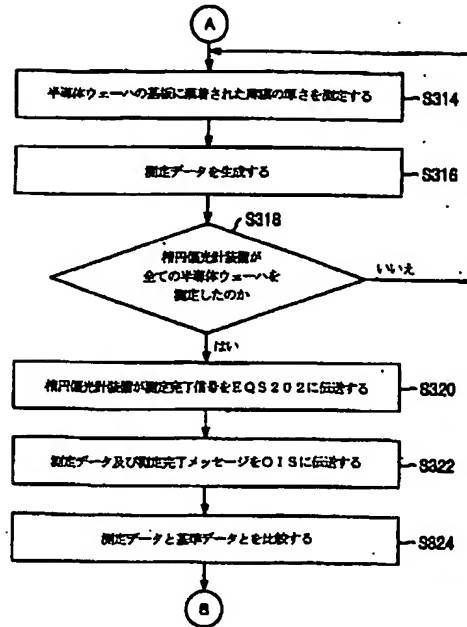 A
半導体ウェーハの基板に蒸着された薄膜の厚さを測定する
S314
測定データを生成する
S316
S318
楕円偏光計装備が
全ての半導体ウェーハを
測定したのか
いいえ
はい
楕円偏光計装備が測定完了信号をEQS202に伝送する
S320
測定データ及び測定完了メッセージをOISに伝送する
S322
測定データと基準データとを比較する
S324
B